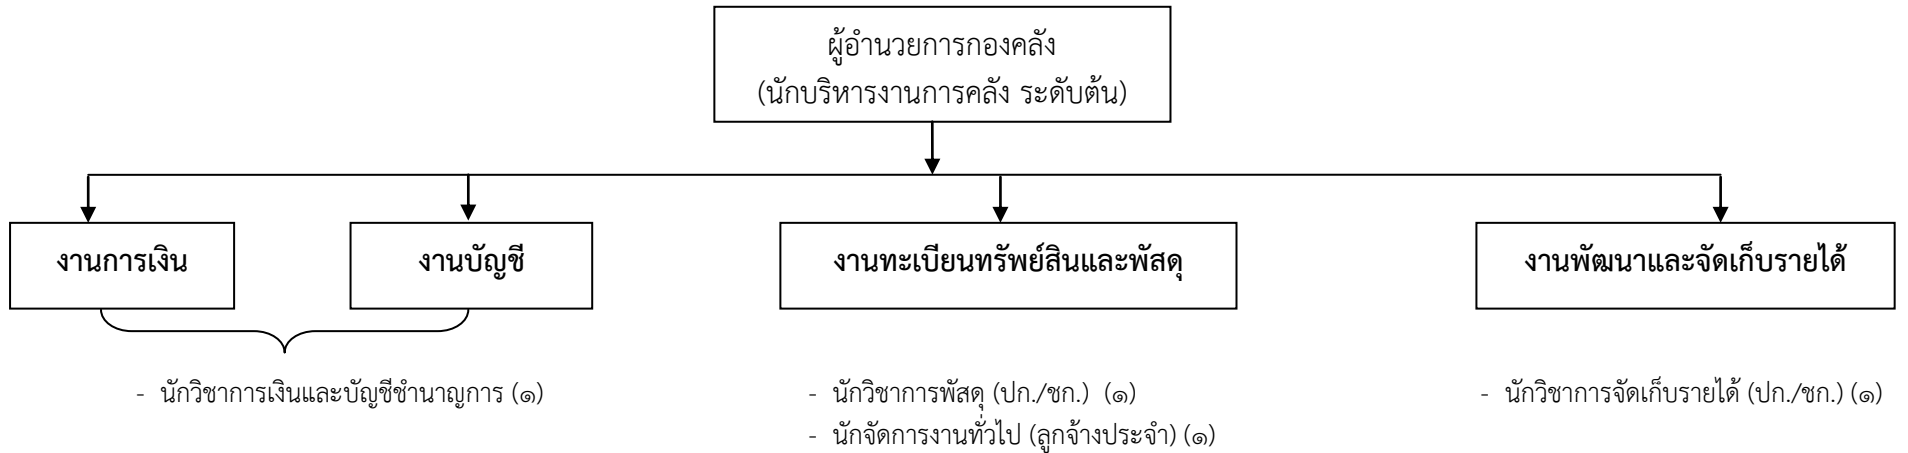 ผู้อำนวยการกองคลัง
(นักบริหารงานการคลัง ระดับต้น)
งานการเงิน
งานบัญชี
งานทะเบียนทรัพย์สินและพัสดุ
งานพัฒนาและจัดเก็บรายได้
- นักวิชาการเงินและบัญชีชำนาญการ (๑)
- นักวิชาการพัสดุ (ปก./ชก.) (๑)
- นักจัดการงานทั่วไป (ลูกจ้างประจำ) (๑)
- นักวิชาการจัดเก็บรายได้ (ปก./ชก.) (๑)